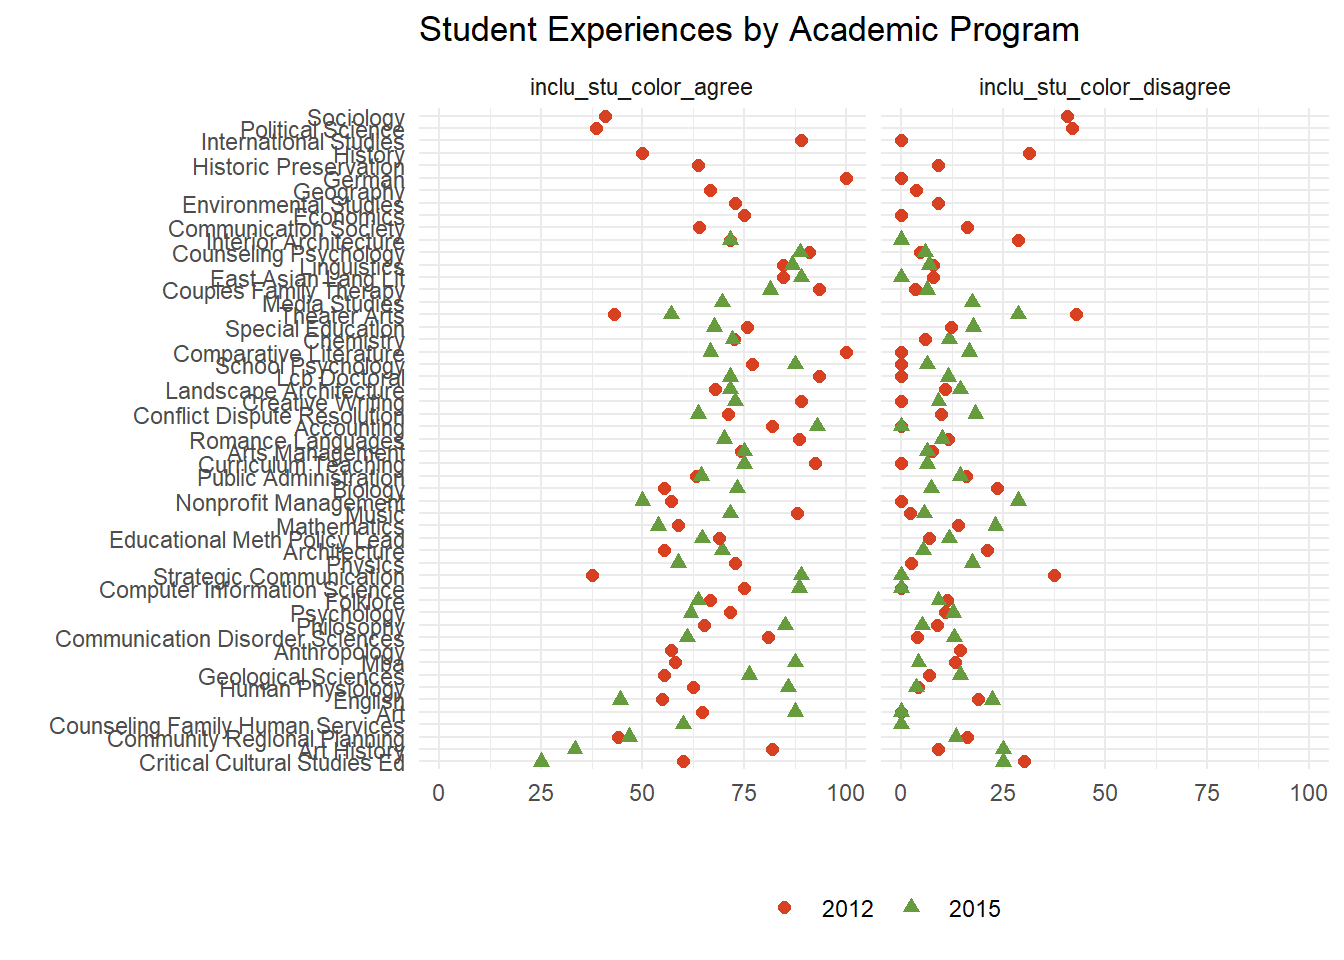 Student Experiences by Academic Program
inclu_stu_color_agree
inclu_stu_color_disagree
Sociology
Political Science
International Studies
History
Historic Preservation
German
Geography
Environmental Studies
Economics
Communication Society
Interior Architecture
Counseling Psychology
Linguistics
East Asian Lang Lit
Couples Family Therapy
Media Studies
Theater Arts
Special Education
Chemistry
Comparative Literature
School Psychology
Lcb Doctoral
Landscape Architecture
Creative Writing
Conflict Dispute Resolution
Accounting
Romance Languages
Arts Management
Curriculum Teaching
Public Administration
Biology
Nonprofit Management
Music
Mathematics
Educational Meth Policy Lead
Architecture
Physics
Strategic Communication
Computer Information Science
Folklore
Psychology
Philosophy
Communication Disorder Sciences
Anthropology
Mba
Geological Sciences
Human Physiology
English
Art
Counseling Family Human Services
Community Regional Planning
Art History
Critical Cultural Studies Ed
0 25 50 75 100
0 25 50 75 100
2012 2015